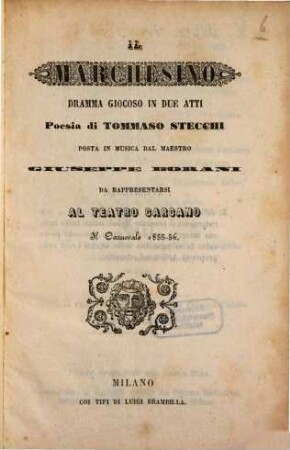 6
IL
MARCHESINO
DRAMMA GIOCOSO IN DUE ATTI
Poesia di TOMMASO STECCHI
POSTA IN MUSICA DAL MAESTRO
GIUSEPPE BORANI
DA RAPPRESENTARSI
AL TEATRO CARCANO
Il Carnevale 1855-56.
MILANO
COI TIPI DI LUIGI BRAMBILLA.